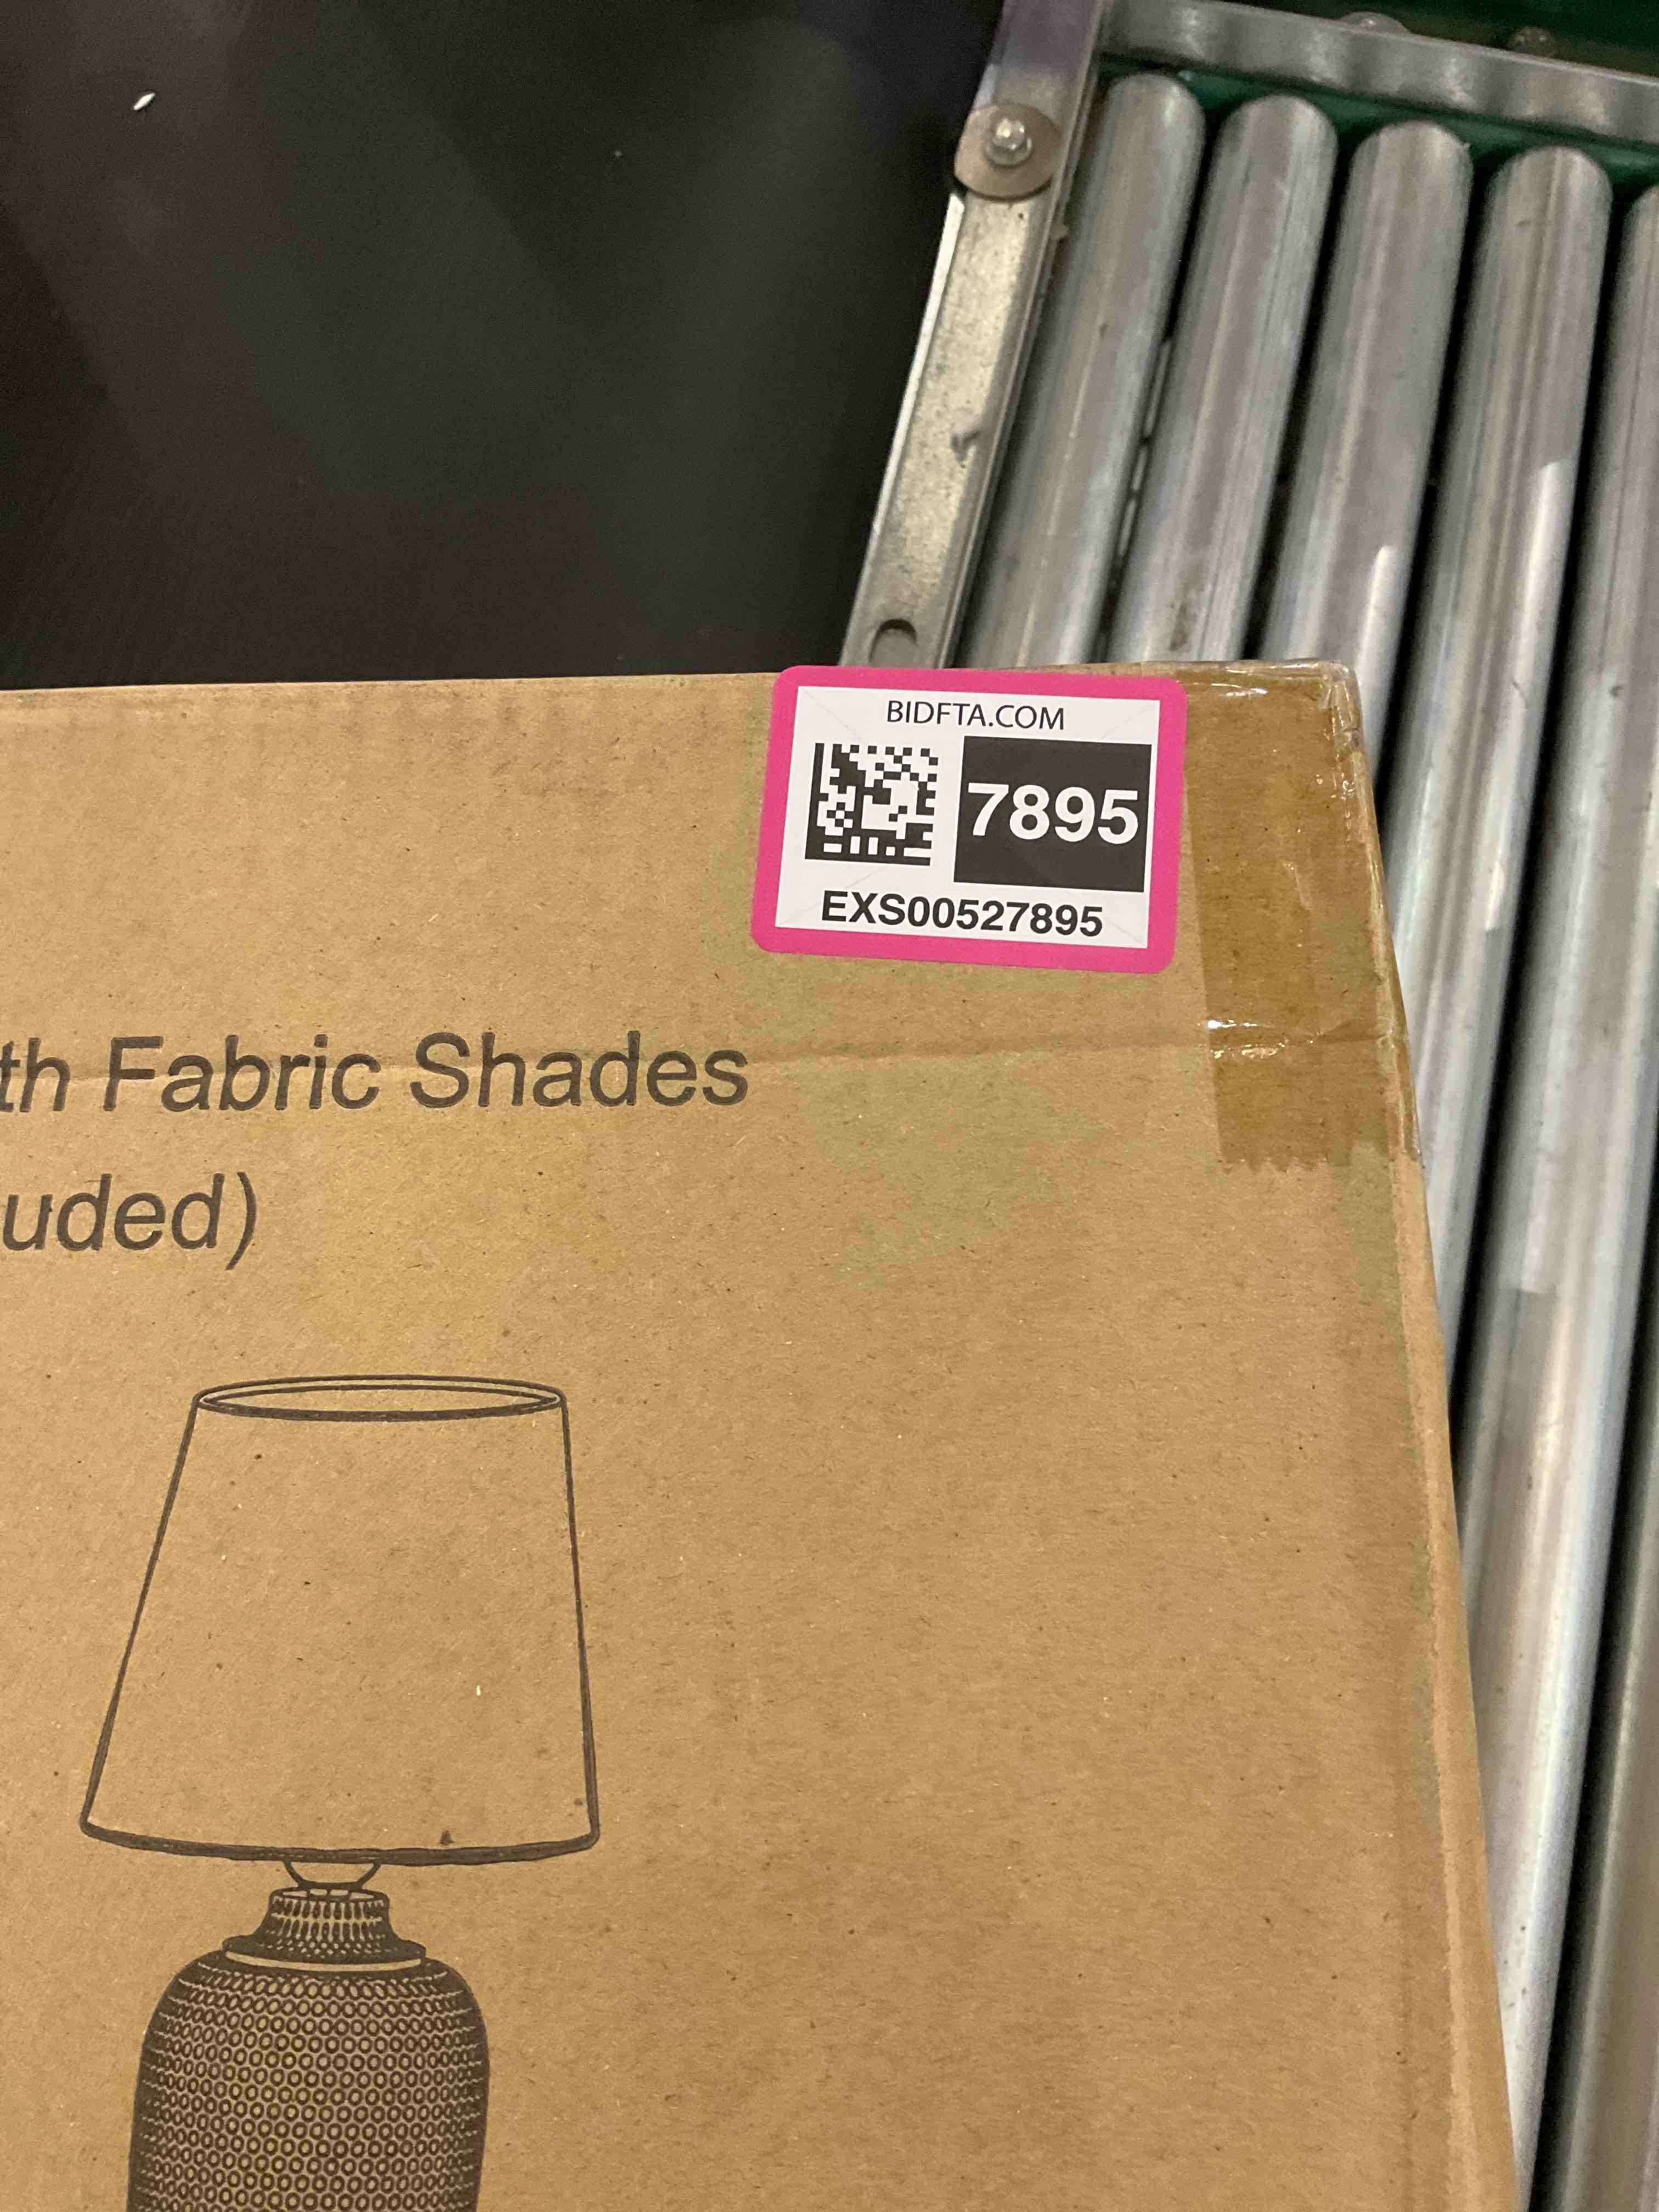 BIDFTA.COM
7895
EXS00527895
th Fabric Shades
uded)